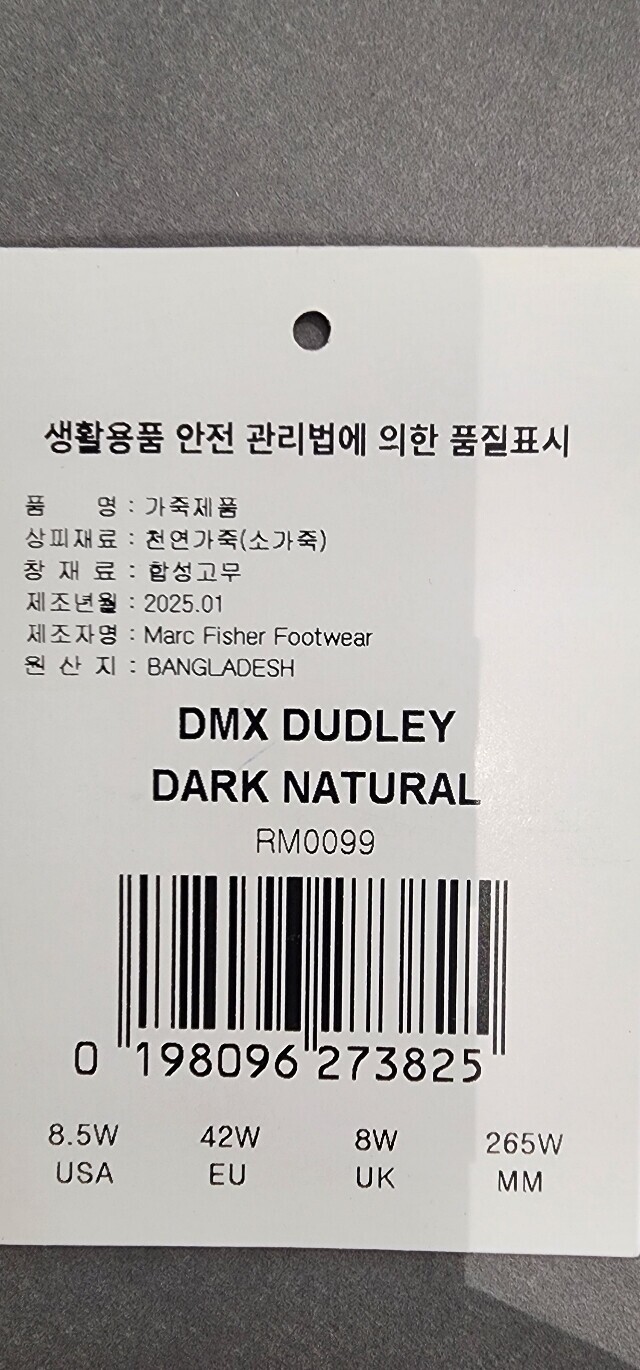 생활용품 안전 관리법에 의한 품질표시
품 명 : 가죽제품
상피재료 : 천연가죽(소가죽)
창 재 료 : 합성고무
제조년월 : 2025.01
제조자명 : Marc Fisher Footwear
원 산 지 : BANGLADESH
DMX DUDLEY
DARK NATURAL
RM0099
0 198096 273825
8.5W 42W 8W 265W
USA EU UK MM